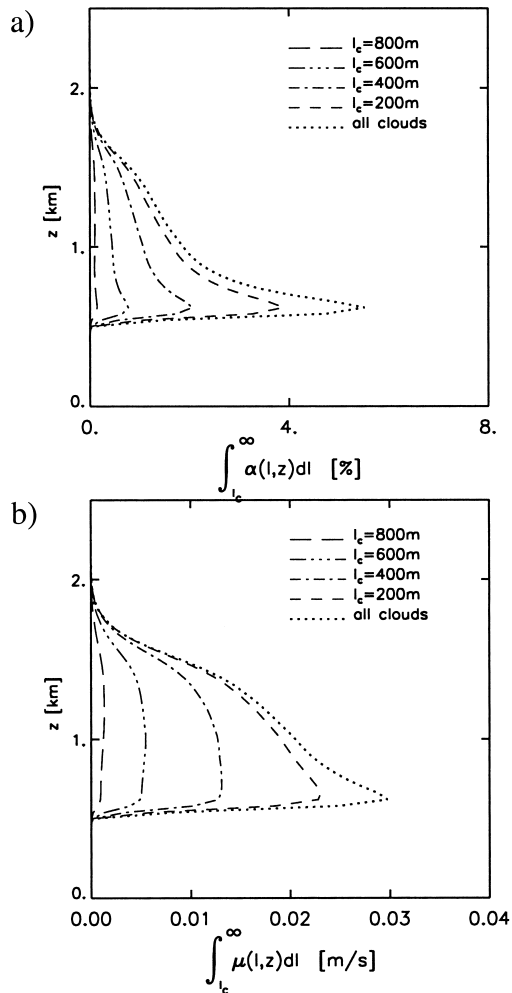 a)
l_c=800m
l_c=600m
l_c=400m
l_c=200m
all clouds
2.
1.
0.
z [km]
0. 4. 8.
∫_{l_c}^{∞} α(l,z)dl [%]
b)
l_c=800m
l_c=600m
l_c=400m
l_c=200m
all clouds
2.
1.
0.
z [km]
0.00 0.01 0.02 0.03 0.04
∫_{l_c}^{∞} μ(l,z)dl [m/s]